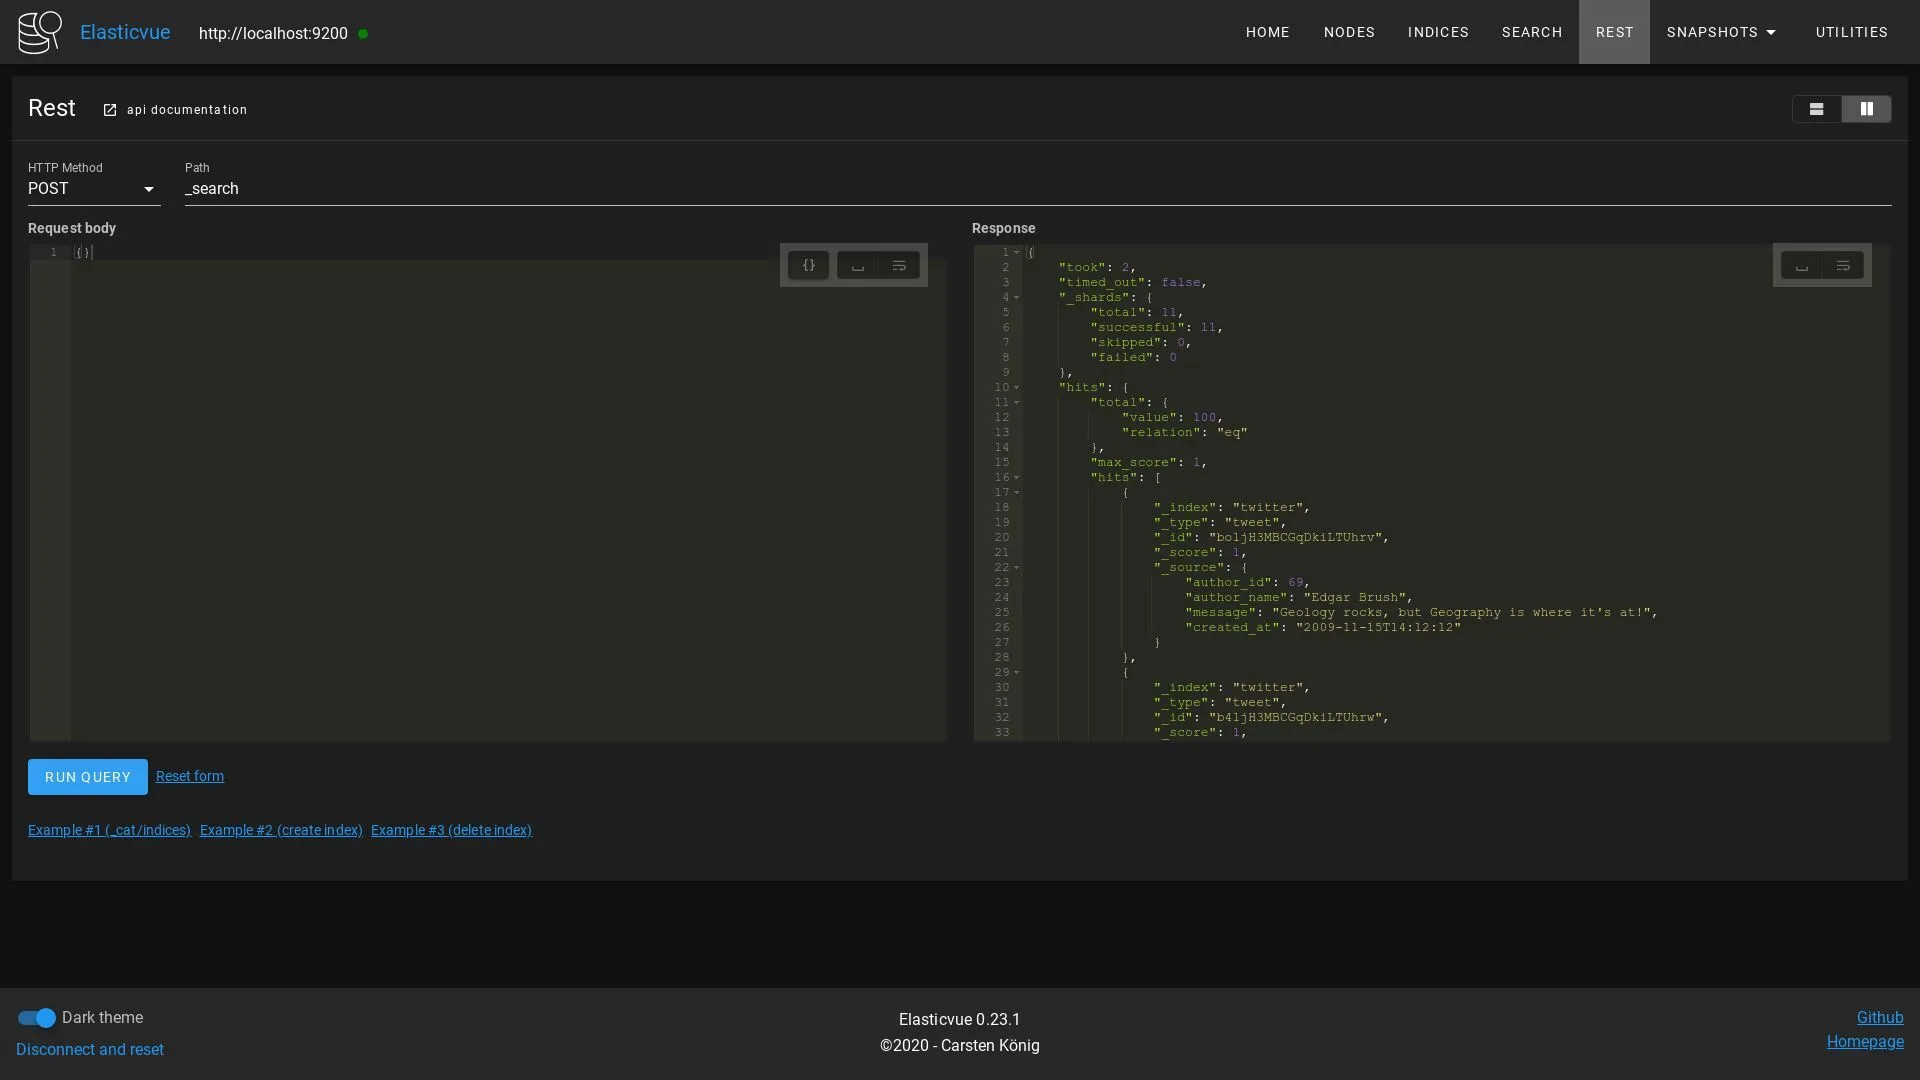 Elasticvue http://localhost:9200 HOME NODES INDICES SEARCH REST SNAPSHOTS UTILITIES
Rest api documentation
HTTP Method
POST
Path
_search
Request body
1 {}
{}
Response
1 {
2 "took": 2,
3 "timed_out": false,
4 "_shards": {
5 "total": 11,
6 "successful": 11,
7 "skipped": 0,
8 "failed": 0
9 },
10 "hits": {
11 "total": {
12 "value": 100,
13 "relation": "eq"
14 },
15 "max_score": 1,
16 "hits": [
17 {
18 "_index": "twitter",
19 "_type": "tweet",
20 "_id": "boljH3MBCGqDkiLTUhrv",
21 "_score": 1,
22 "_source": {
23 "author_id": 69,
24 "author_name": "Edgar Brush",
25 "message": "Geology rocks, but Geography is where it's at!",
26 "created_at": "2009-11-15T14:12:12"
27 }
28 },
29 {
30 "_index": "twitter",
31 "_type": "tweet",
32 "_id": "b41jH3MBCGqDkiLTUhrw",
33 "_score": 1,
RUN QUERY Reset form
Example #1 (_cat/indices) Example #2 (create index) Example #3 (delete index)
Dark theme
Disconnect and reset
Elasticvue 0.23.1
©2020 - Carsten König
Github
Homepage